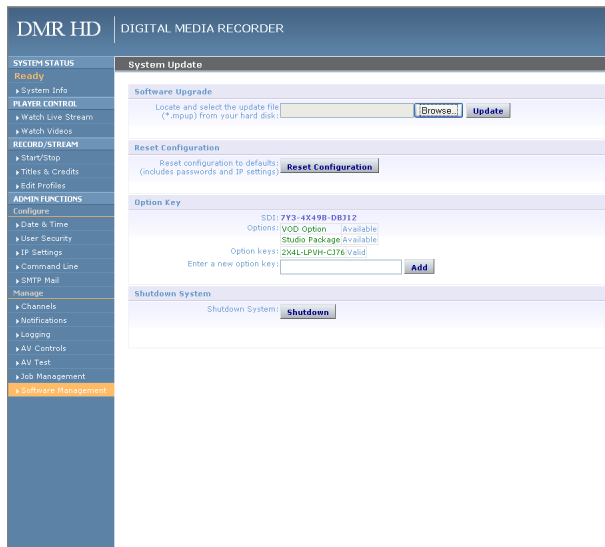 DMR HD
DIGITAL MEDIA RECORDER
SYSTEM STATUS
Ready
System Info
PLAYER CONTROL
Watch Live Stream
Watch Videos
RECORD/STREAM
Start/Stop
Titles & Credits
Edit Profiles
ADMIN FUNCTIONS
Configure
Date & Time
User Security
IP Settings
Command Line
SMTP Mail
Manage
Channels
Notifications
Logging
AV Controls
AV Test
Job Management
Software Management
System Update
Software Upgrade
Locate and select the update file
(*.mpup) from your hard disk:
Browse...
Update
Reset Configuration
Reset configuration to defaults:
(includes passwords and IP settings)
Reset Configuration
Option Key
SDI: 7Y3-4X49B-DBJ12
Options: VOD Option Available
Studio Package Available
Option keys: 2X4L-LPVH-CJ76 Valid
Enter a new option key:
Add
Shutdown System
Shutdown System:
Shutdown